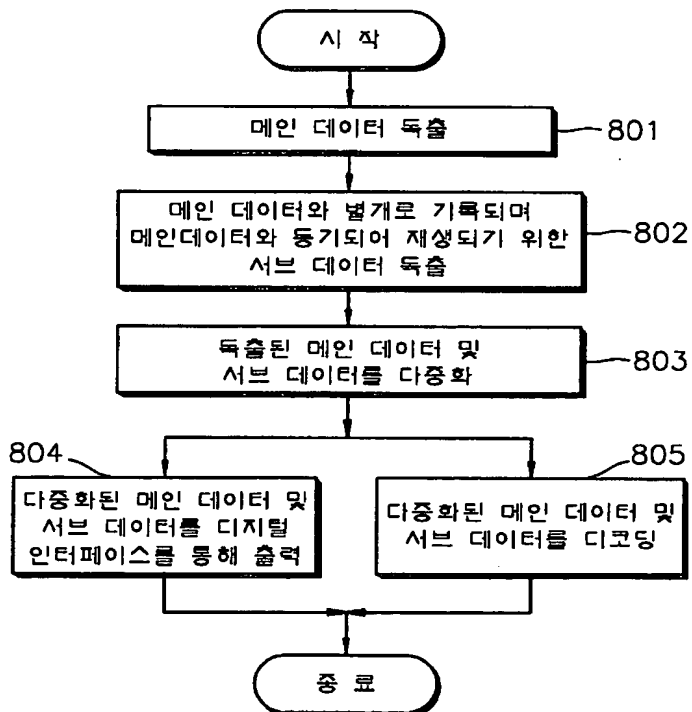 시 작
메인 데이터 독출
801
메인 데이터와 별개로 기록되며
메인데이터와 동기되어 재생되기 위한
서브 데이터 독출
802
독출된 메인 데이터 및
서브 데이터를 다중화
803
804
다중화된 메인 데이터 및
서브 데이터를 디지털
인터페이스를 통해 출력
805
다중화된 메인 데이터 및
서브 데이터를 디코딩
종 료